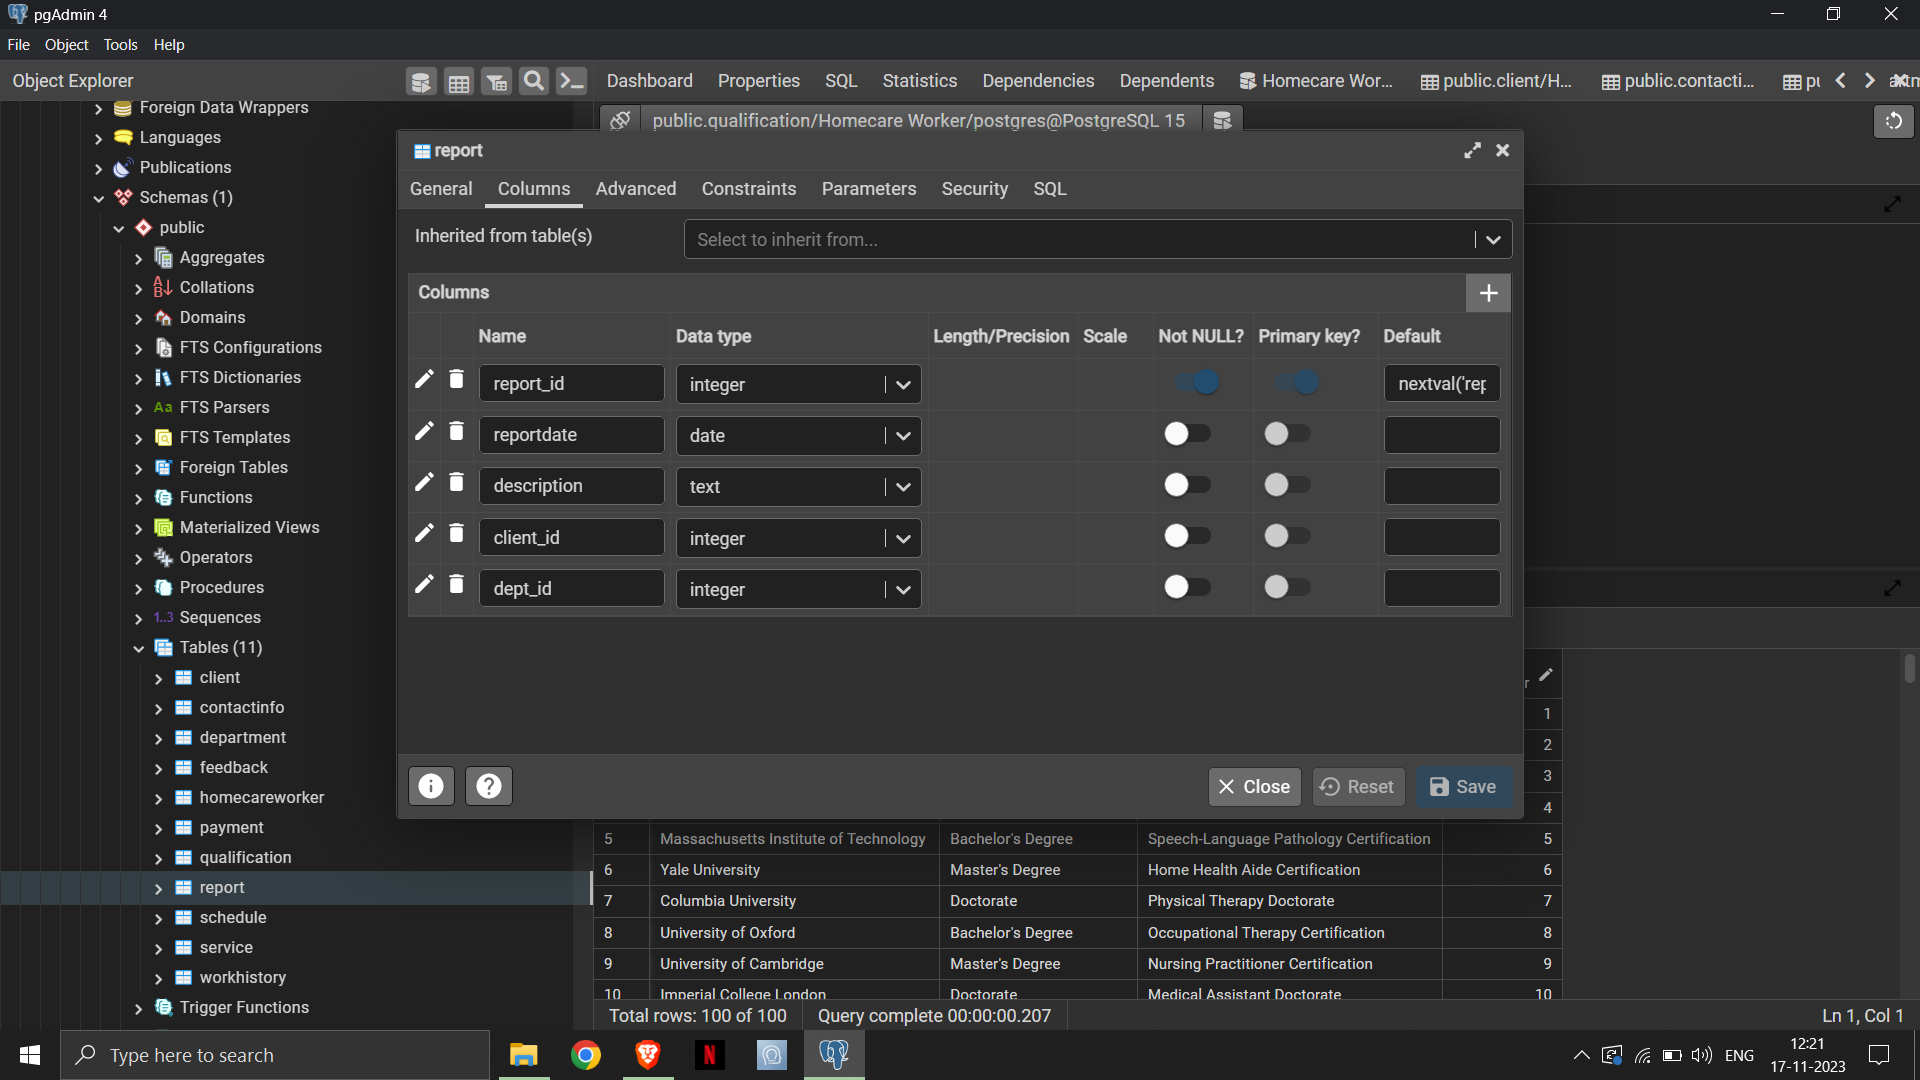 pgAdmin 4
File Object Tools Help
Object Explorer
Dashboard Properties SQL Statistics Dependencies Dependents Homecare Wor... public.client/H... public.contacti...
Foreign Data Wrappers
Languages
Publications
Schemas (1)
public
Aggregates
Collations
Domains
FTS Configurations
FTS Dictionaries
Aa FTS Parsers
FTS Templates
Foreign Tables
Functions
Materialized Views
Operators
Procedures
1..3 Sequences
Tables (11)
client
contactinfo
department
feedback
homecareworker
payment
qualification
report
schedule
service
workhistory
Trigger Functions
public.qualification/Homecare Worker/postgres@PostgreSQL 15
report
General Columns Advanced Constraints Parameters Security SQL
Inherited from table(s) Select to inherit from...
Columns
Name Data type Length/Precision Scale Not NULL? Primary key? Default
report_id integer nextval('rep
reportdate date
description text
client_id integer
dept_id integer
Close Reset Save
1
2
3
4
5 Massachusetts Institute of Technology Bachelor's Degree Speech-Language Pathology Certification 5
6 Yale University Master's Degree Home Health Aide Certification 6
7 Columbia University Doctorate Physical Therapy Doctorate 7
8 University of Oxford Bachelor's Degree Occupational Therapy Certification 8
9 University of Cambridge Master's Degree Nursing Practitioner Certification 9
10 Imperial College London Doctorate Medical Assistant Doctorate 10
Total rows: 100 of 100 Query complete 00:00:00.207 Ln 1, Col 1
Type here to search
ENG
12:21
17-11-2023